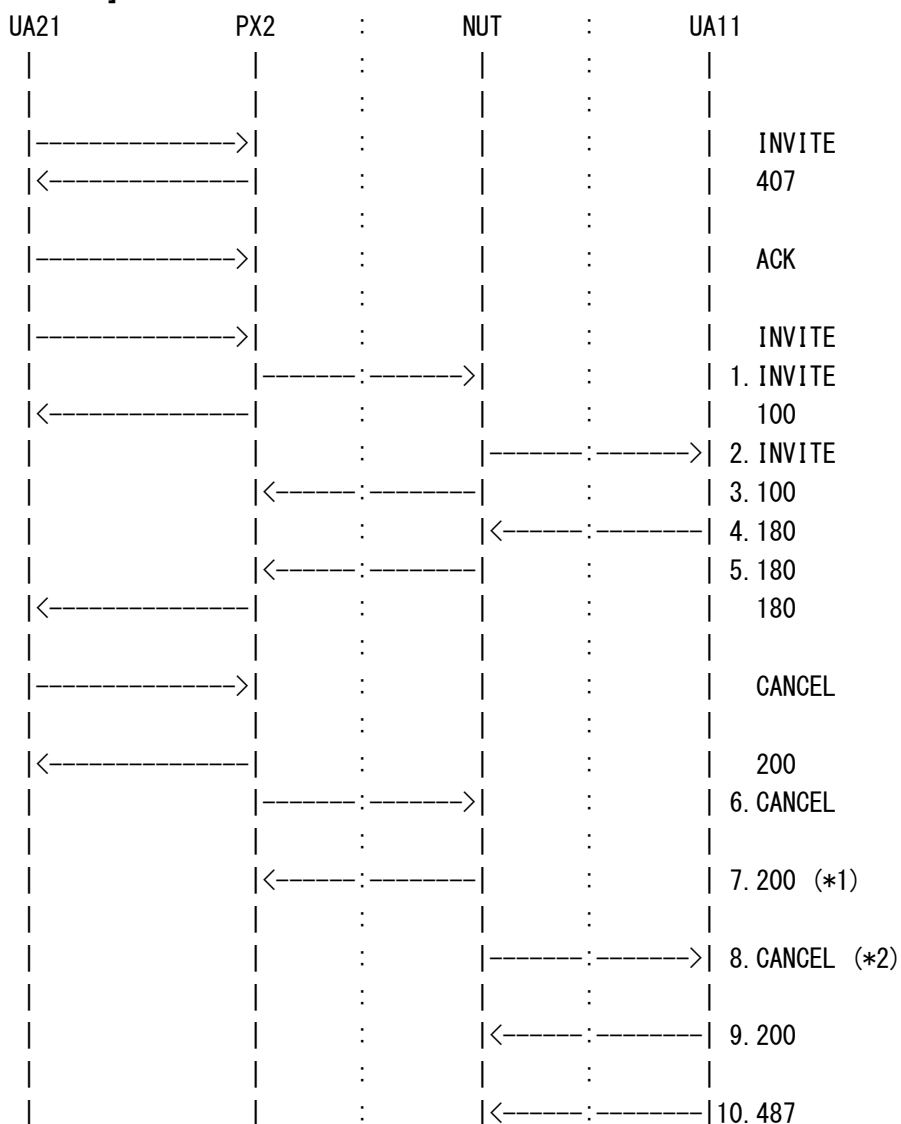 UA21 PX2 : NUT : UA11
| | : | : |
| | : | : |
|--------------->| : | : | INVITE
|<---------------| : | : | 407
| | : | : |
|--------------->| : | : | ACK
| | : | : |
|--------------->| : | : | INVITE
| |-------:------->| : | 1.INVITE
|<---------------| : | : | 100
| | : |-------:------->| 2.INVITE
| |<------:--------| : | 3.100
| | : |<------:--------| 4.180
| |<------:--------| : | 5.180
|<---------------| : | : | 180
| | : | : |
|--------------->| : | : | CANCEL
| | : | : |
|<---------------| : | : | 200
| |-------:------->| : | 6.CANCEL
| | : | : |
| |<------:--------| : | 7.200 (*1)
| | : | : |
| | : |-------:------->| 8.CANCEL (*2)
| | : | : |
| | : |<------:--------| 9.200
| | : | : |
| | : |<------:--------|10.487